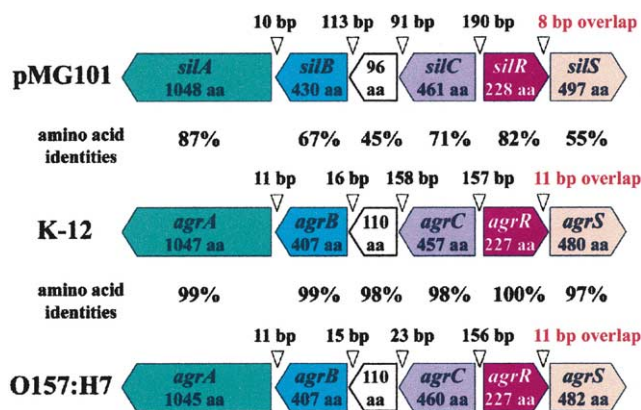 10 bp 113 bp 91 bp 190 bp 8 bp overlap
pMG101 silA 1048 aa silB 430 aa 96 aa silC 461 aa silR 228 aa silS 497 aa
amino acid identities 87% 67% 45% 71% 82% 55%
11 bp 16 bp 158 bp 157 bp 11 bp overlap
K-12 agrA 1047 aa agrB 407 aa 110 aa agrC 457 aa agrR 227 aa agrS 480 aa
amino acid identities 99% 99% 98% 98% 100% 97%
11 bp 15 bp 23 bp 156 bp 11 bp overlap
O157:H7 agrA 1045 aa agrB 407 aa 110 aa agrC 460 aa agrR 227 aa agrS 482 aa